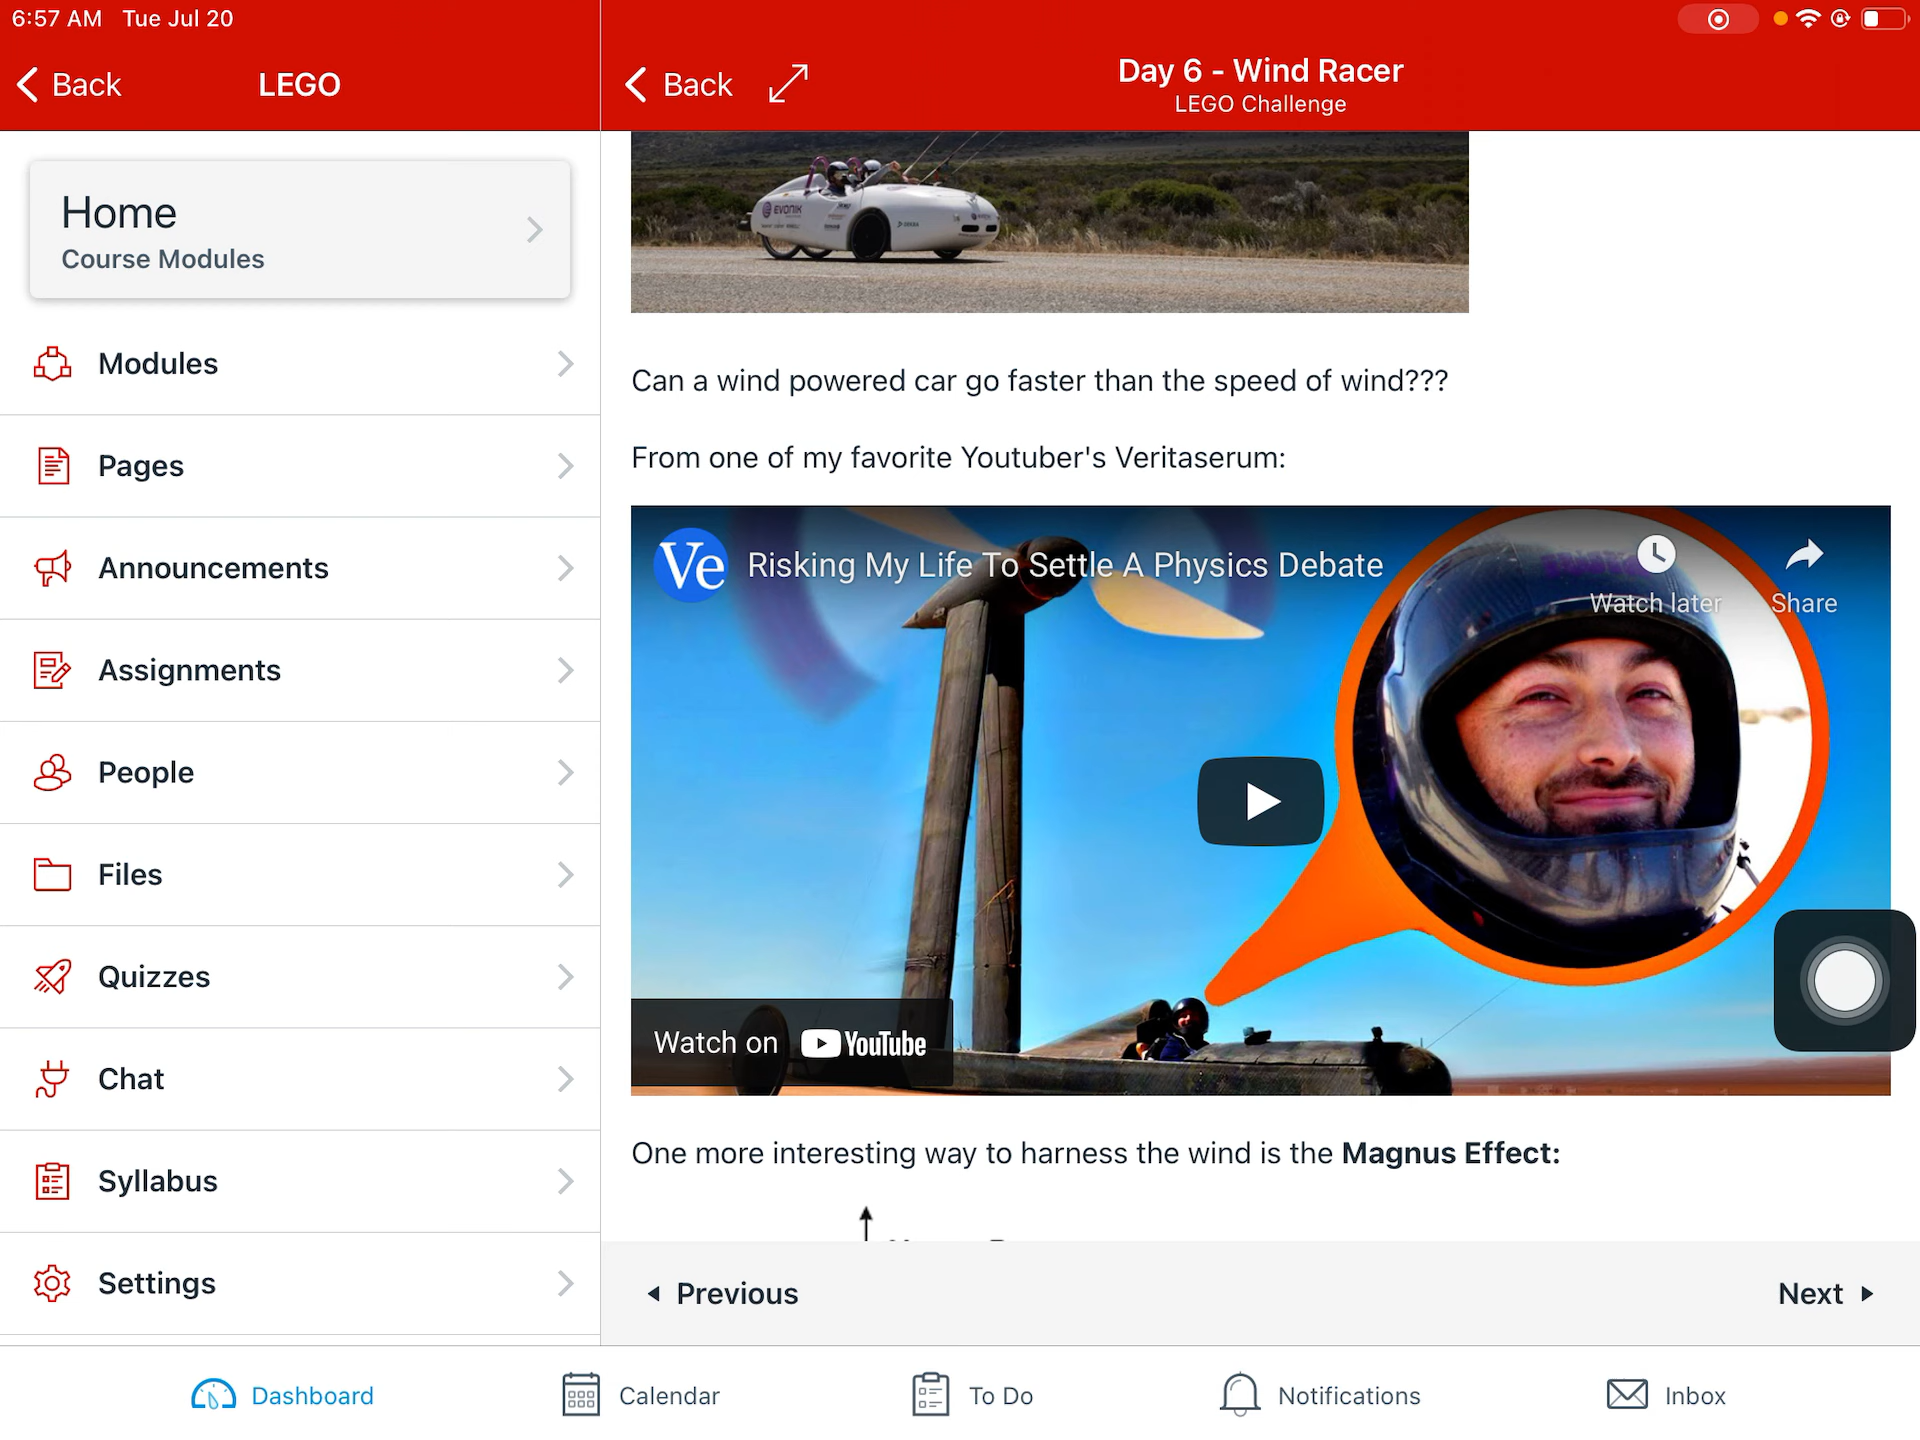 6:57 AM Tue Jul 20
Back
LEGO
Back
Day 6 - Wind Racer
LEGO Challenge
Home
Course Modules
Modules
Pages
Announcements
Assignments
People
Files
Quizzes
Chat
Syllabus
Settings
EVONIK
Can a wind powered car go faster than the speed of wind???
From one of my favorite Youtuber's Veritaserum:
Ve Risking My Life To Settle A Physics Debate
Watch later
Share
Watch on YouTube
One more interesting way to harness the wind is the Magnus Effect:
Previous
Next
Dashboard
Calendar
To Do
Notifications
Inbox